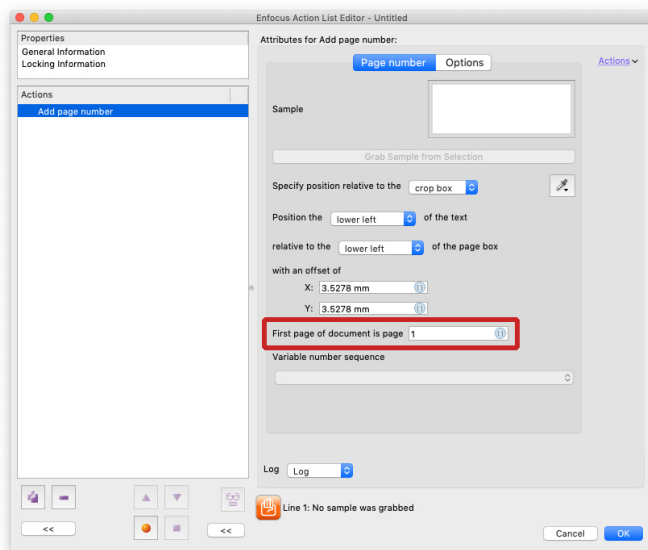 Enfocus Action List Editor - Untitled
Properties
General Information
Locking Information
Actions
Add page number
<<
<<
Attributes for Add page number:
Page number
Options
Actions
Sample
Grab Sample from Selection
Specify position relative to the crop box
Position the lower left of the text
relative to the lower left of the page box
with an offset of
X: 3.5278 mm
Y: 3.5278 mm
First page of document is page 1
Variable number sequence
Log Log
Line 1: No sample was grabbed
Cancel
OK